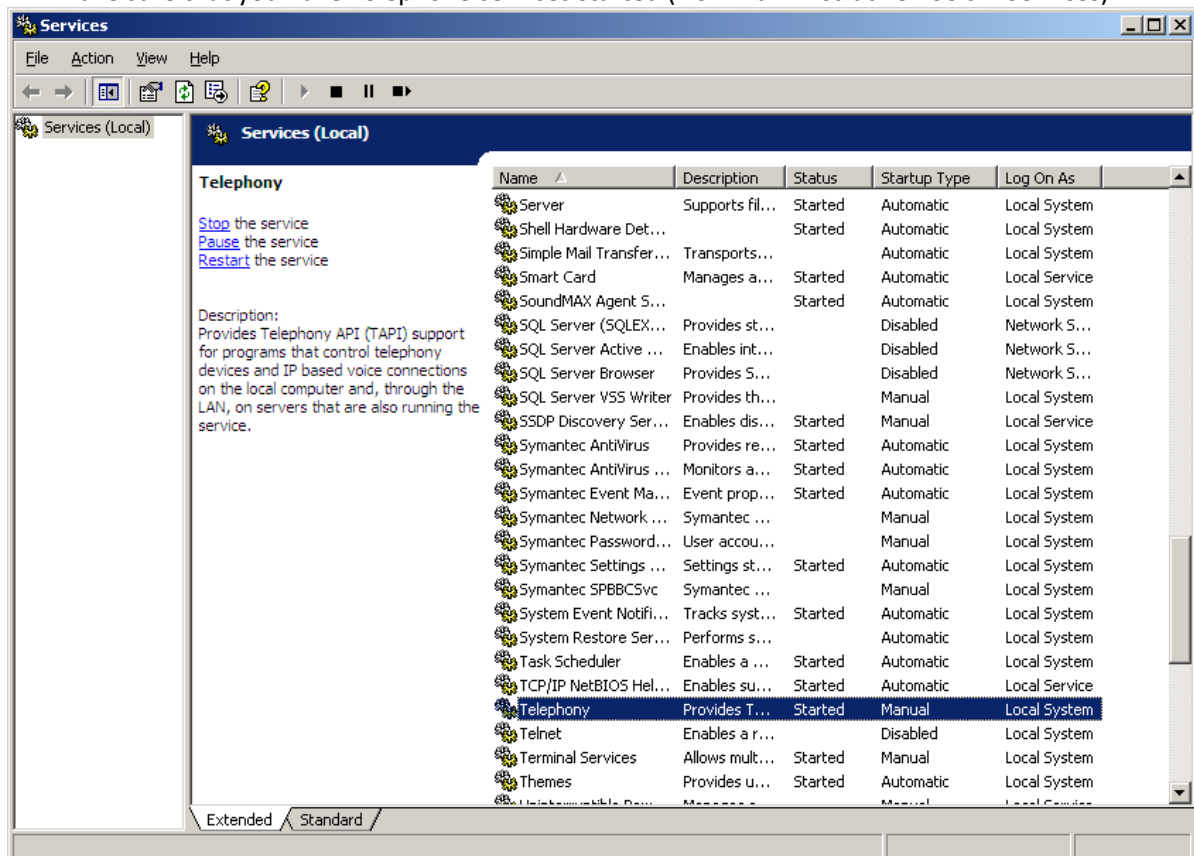 Services
File Action View Help
Services (Local)
Services (Local)
Telephony
Stop the service
Pause the service
Restart the service
Description:
Provides Telephony API (TAPI) support
for programs that control telephony
devices and IP based voice connections
on the local computer and, through the
LAN, on servers that are also running the
service.
Name Description Status Startup Type Log On As
Server Supports fil... Started Automatic Local System
Shell Hardware Det... Started Automatic Local System
Simple Mail Transfer... Transports... Automatic Local System
Smart Card Manages a... Started Automatic Local Service
SoundMAX Agent S... Started Automatic Local System
SQL Server (SQLEX... Provides st... Disabled Network S...
SQL Server Active ... Enables int... Disabled Network S...
SQL Server Browser Provides S... Disabled Network S...
SQL Server VSS Writer Provides th... Manual Local System
SSDP Discovery Ser... Enables dis... Started Manual Local Service
Symantec AntiVirus Provides re... Started Automatic Local System
Symantec AntiVirus ... Monitors a... Started Automatic Local System
Symantec Event Ma... Event prop... Started Automatic Local System
Symantec Network ... Symantec ... Manual Local System
Symantec Password... User accou... Manual Local System
Symantec Settings ... Settings st... Started Automatic Local System
Symantec SPBBCSvc Symantec ... Manual Local System
System Event Notifi... Tracks syst... Started Automatic Local System
System Restore Ser... Performs s... Automatic Local System
Task Scheduler Enables a ... Started Automatic Local System
TCP/IP NetBIOS Hel... Enables su... Started Automatic Local Service
Telephony Provides T... Started Manual Local System
Telnet Enables a r... Disabled Local System
Terminal Services Allows mult... Started Manual Local System
Themes Provides u... Started Automatic Local System
Extended Standard